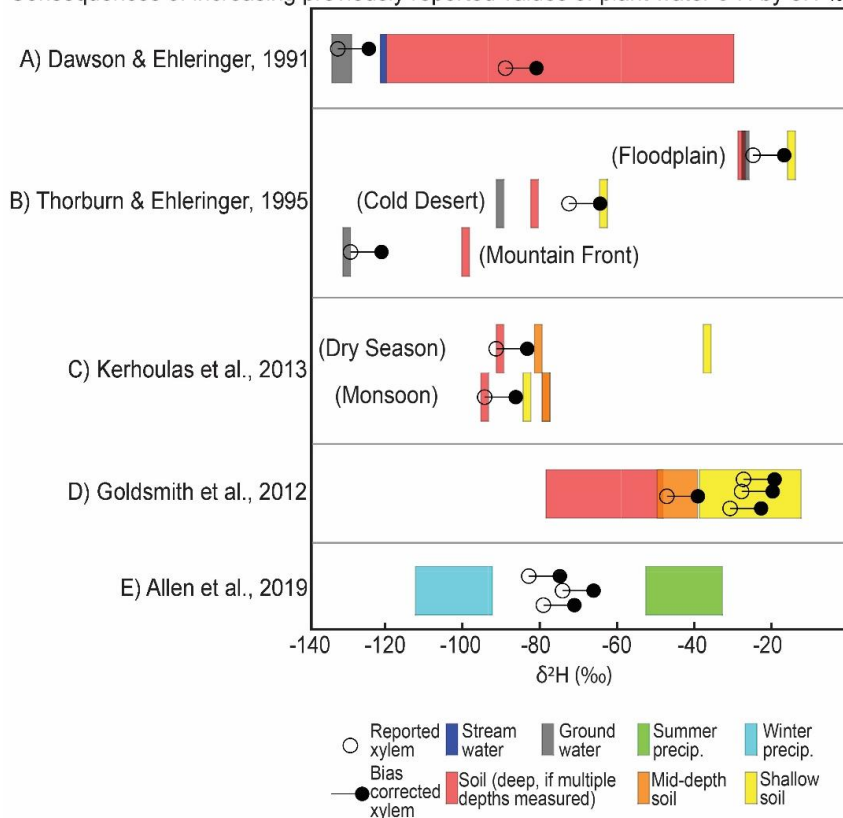 A) Dawson & Ehleringer, 1991
(Floodplain)
B) Thorburn & Ehleringer, 1995
(Cold Desert)
(Mountain Front)
(Dry Season)
C) Kerhoulas et al., 2013
(Monsoon)
D) Goldsmith et al., 2012
E) Allen et al., 2019
-140 -120 -100 -80 -60 -40 -20
δ²H (‰)
Reported xylem
Stream water
Ground water
Summer precip.
Winter precip.
Bias corrected xylem
Soil (deep, if multiple depths measured)
Mid-depth soil
Shallow soil